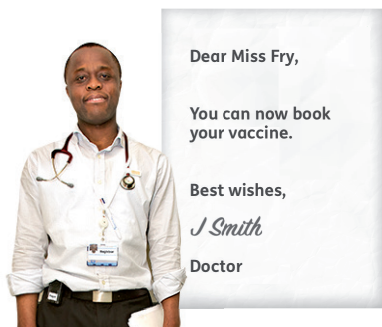 Dear Miss Fry,
You can now book
your vaccine.
Best wishes,
J Smith
Doctor